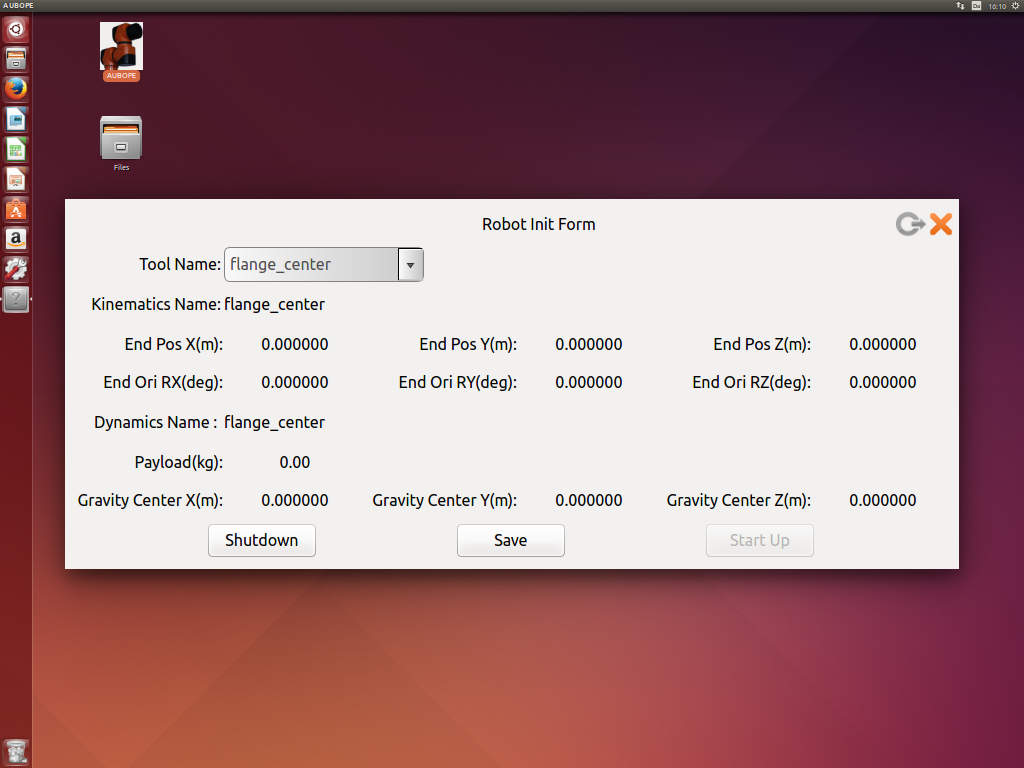 AUBOPE
Da 16:10
AUBOPE
Files
Robot Init Form
Tool Name: flange_center
Kinematics Name: flange_center
End Pos X(m): 0.000000 End Pos Y(m): 0.000000 End Pos Z(m): 0.000000
End Ori RX(deg): 0.000000 End Ori RY(deg): 0.000000 End Ori RZ(deg): 0.000000
Dynamics Name : flange_center
Payload(kg): 0.00
Gravity Center X(m): 0.000000 Gravity Center Y(m): 0.000000 Gravity Center Z(m): 0.000000
Shutdown Save Start Up